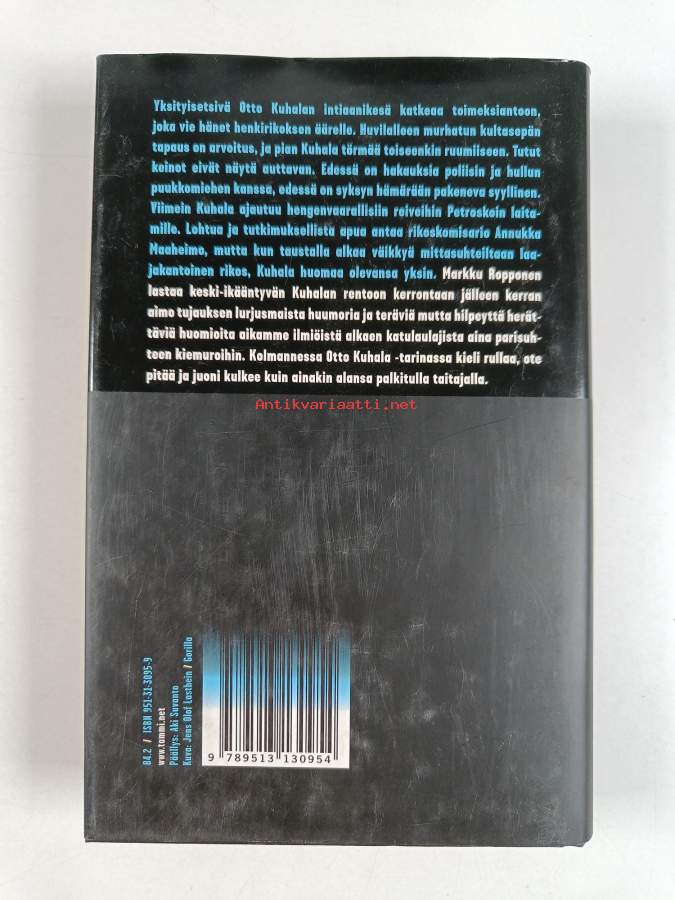 Yksityisetsivä Otto Kuhalan intiaanikesä katkeaa toimeksiantoon,
joka vie hänet henkirikoksen äärelle. Huvilalleen murhatun kultasepän
tapaus on arvoitus, ja pian Kuhala törmää toiseenkin ruumiiseen. Tutut
keinot eivät näytä auttavan. Edessä on hakauksia poliisin ja hullun
puukkomiehen kanssa, edessä on syksyn hämärään pakeneva syyllinen.
Viimein Kuhala ajautuu hengenvaarallisiin reiveihin Petroskoin laita-
mille. Lohtua ja tutkimuksellista apua antaa rikoskomisario Annukka
Maaheimo, mutta kun taustalla alkaa väikkyä mittasuhteiltaan laa-
jakantoinen rikos, Kuhala huomaa olevansa yksin. Markku Ropponen
lastaa keski-ikääntyvän Kuhalan rentoon kerrontaan jälleen kerran
aimo tujauksen lurjusmaista huumoria ja teräviä mutta hilpeyttä herät-
täviä huomioita aikamme ilmiöistä alkaen katulaulajista aina parisuh-
teen kiemuroihin. Kolmannessa Otto Kuhala -tarinassa kieli rullaa, ote
pitää ja juoni kulkee kuin ainakin alansa palkitulla taitajalla.
Antikvariaatti.net
84.2 / ISBN 951-31-3095-9
www.tammi.net
Päällys: Aki Suvanto
Kuva: Jens Olof Lasthein / Gorilla
9 789513 130954